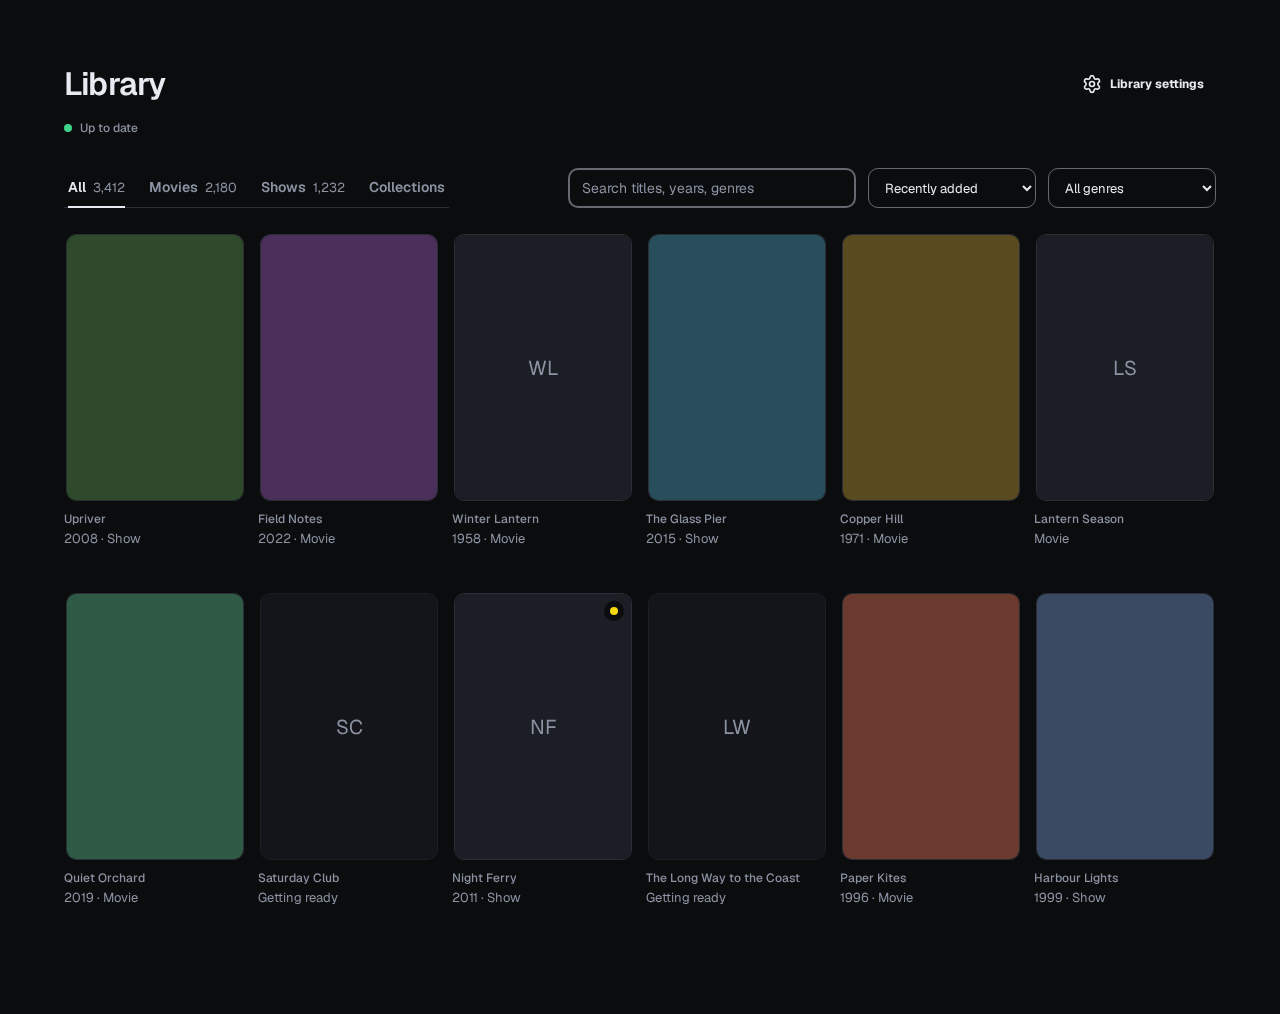 Library
Library settings
Up to date
All 3,412 Movies 2,180 Shows 1,232 Collections
Search titles, years, genres
Recently added
All genres
WL
LS
Upriver
2008 · Show
Field Notes
2022 · Movie
Winter Lantern
1958 · Movie
The Glass Pier
2015 · Show
Copper Hill
1971 · Movie
Lantern Season
Movie
SC
NF
LW
Quiet Orchard
2019 · Movie
Saturday Club
Getting ready
Night Ferry
2011 · Show
The Long Way to the Coast
Getting ready
Paper Kites
1996 · Movie
Harbour Lights
1999 · Show